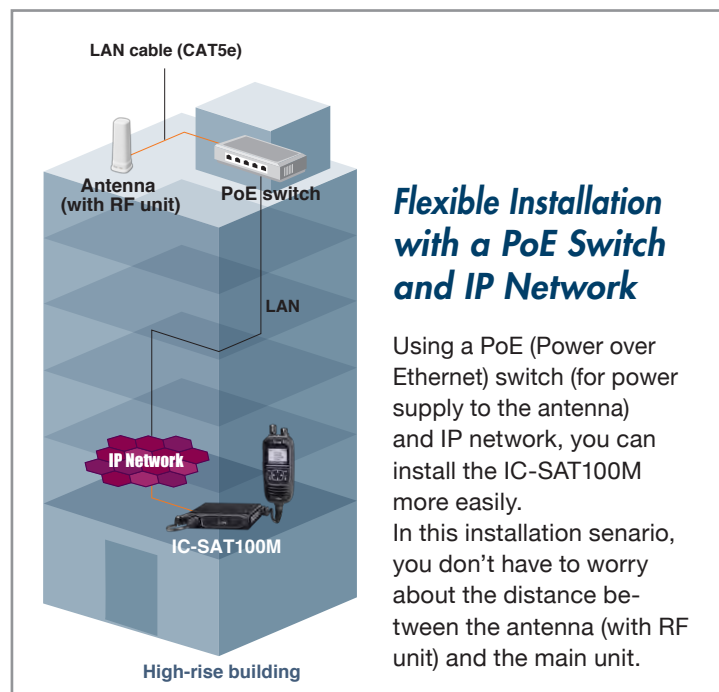 LAN cable (CAT5e)
Antenna
(with RF unit)
PoE switch
LAN
IP Network
IC-SAT100M
High-rise building
Flexible Installation
with a PoE Switch
and IP Network
Using a PoE (Power over
Ethernet) switch (for power
supply to the antenna)
and IP network, you can
install the IC-SAT100M
more easily.
In this installation senario,
you don't have to worry
about the distance be-
tween the antenna (with RF
unit) and the main unit.